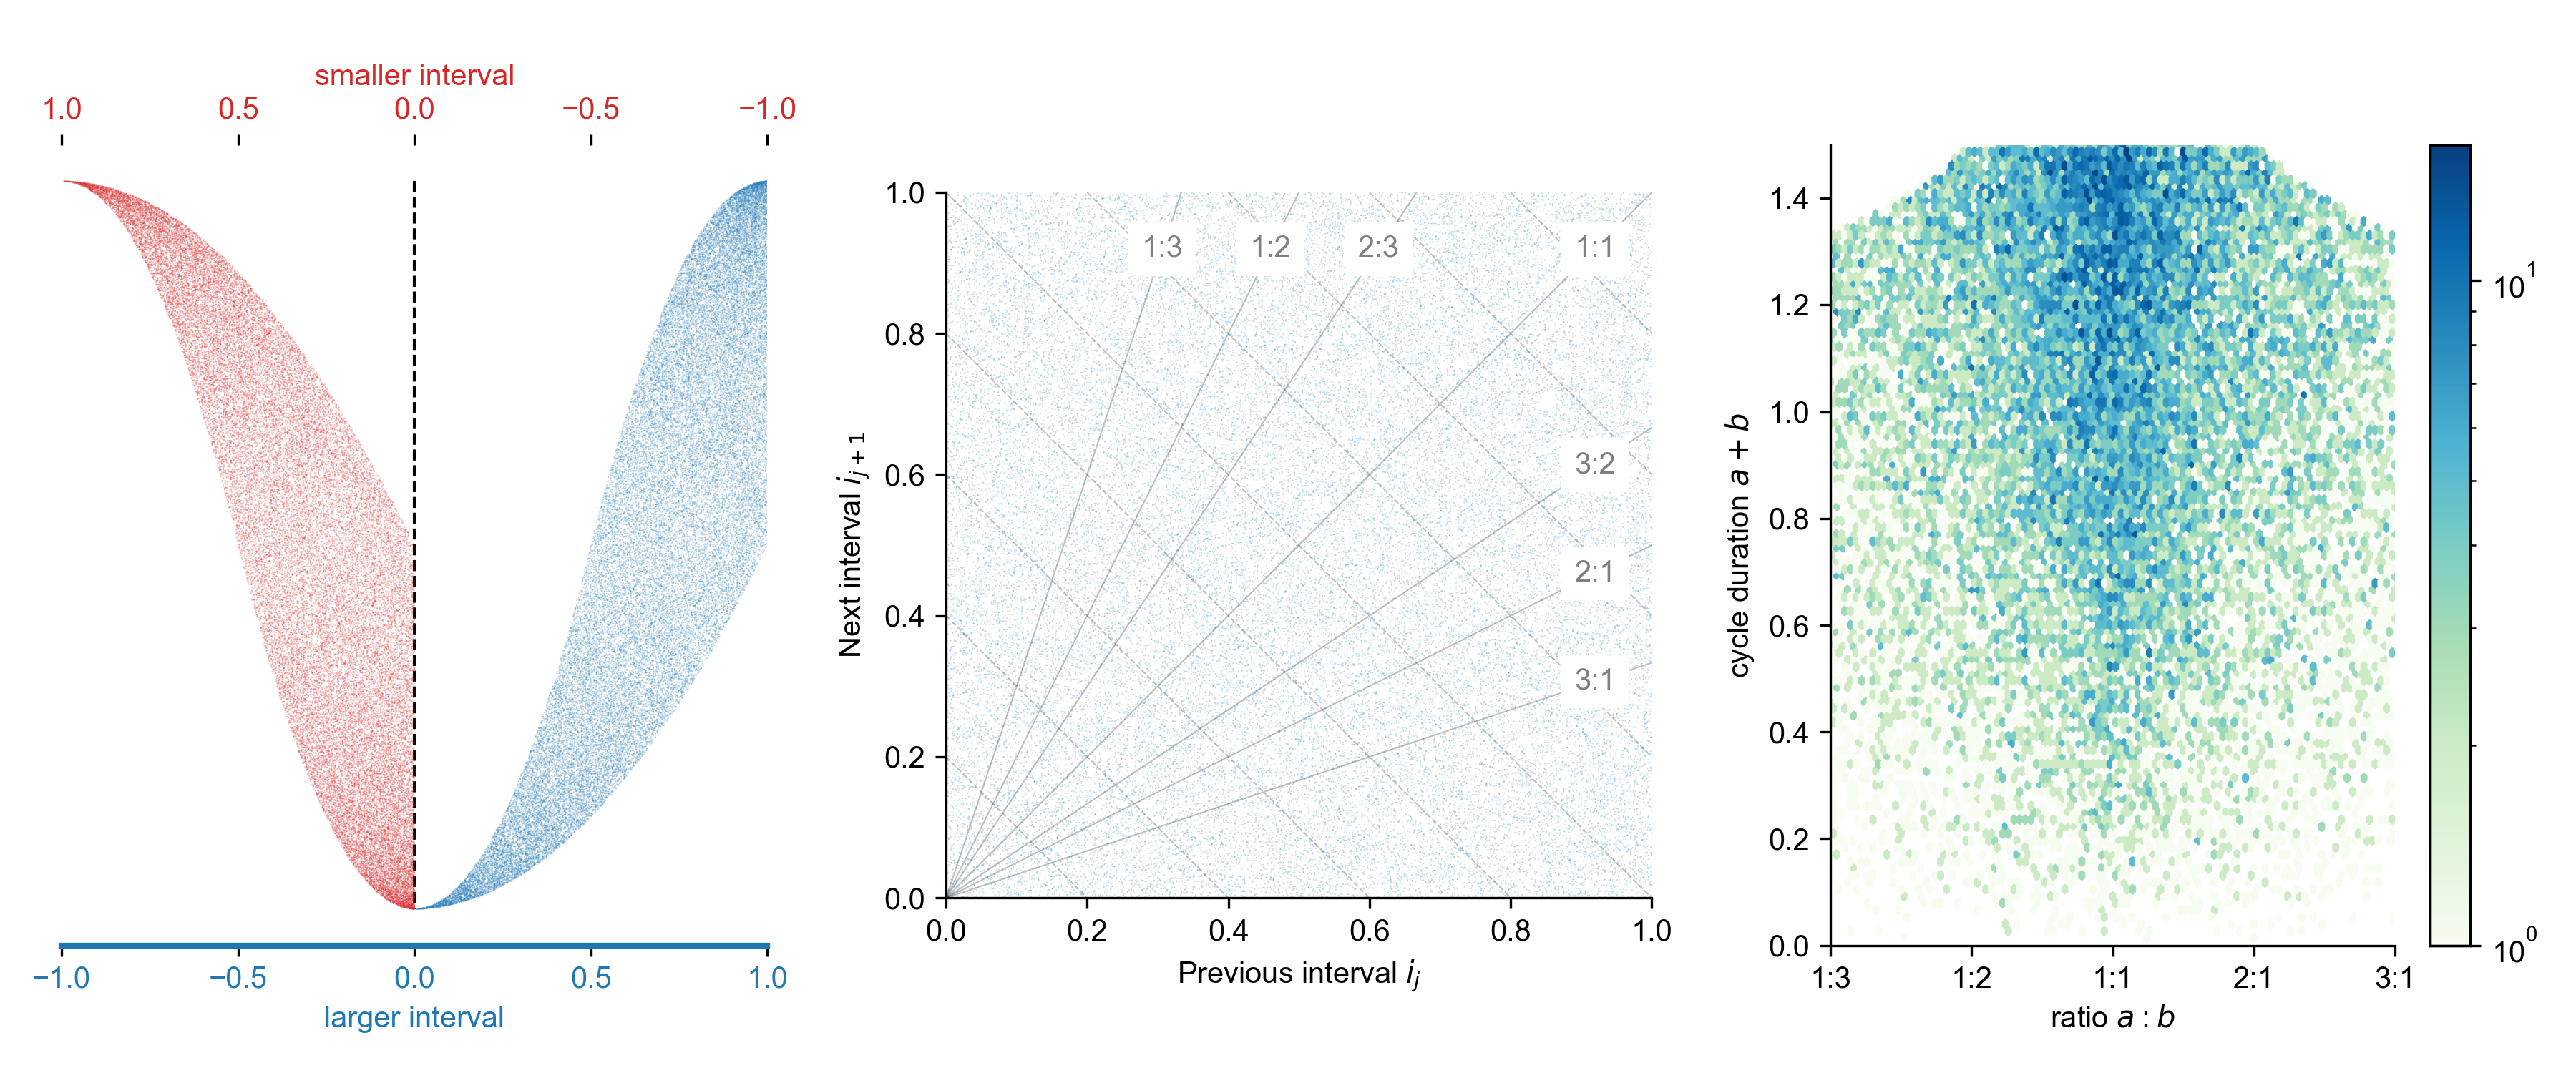 smaller interval
1.0 0.5 0.0 −0.5 −1.0
−1.0 −0.5 0.0 0.5 1.0
larger interval
Next interval i_{j+1}
1.0
0.8
0.6
0.4
0.2
0.0
1:3 1:2 2:3 1:1
3:2
2:1
3:1
0.0 0.2 0.4 0.6 0.8 1.0
Previous interval i_j
cycle duration a + b
1.4
1.2
1.0
0.8
0.6
0.4
0.2
0.0
1:3 1:2 1:1 2:1 3:1
ratio a : b
10^1
10^0